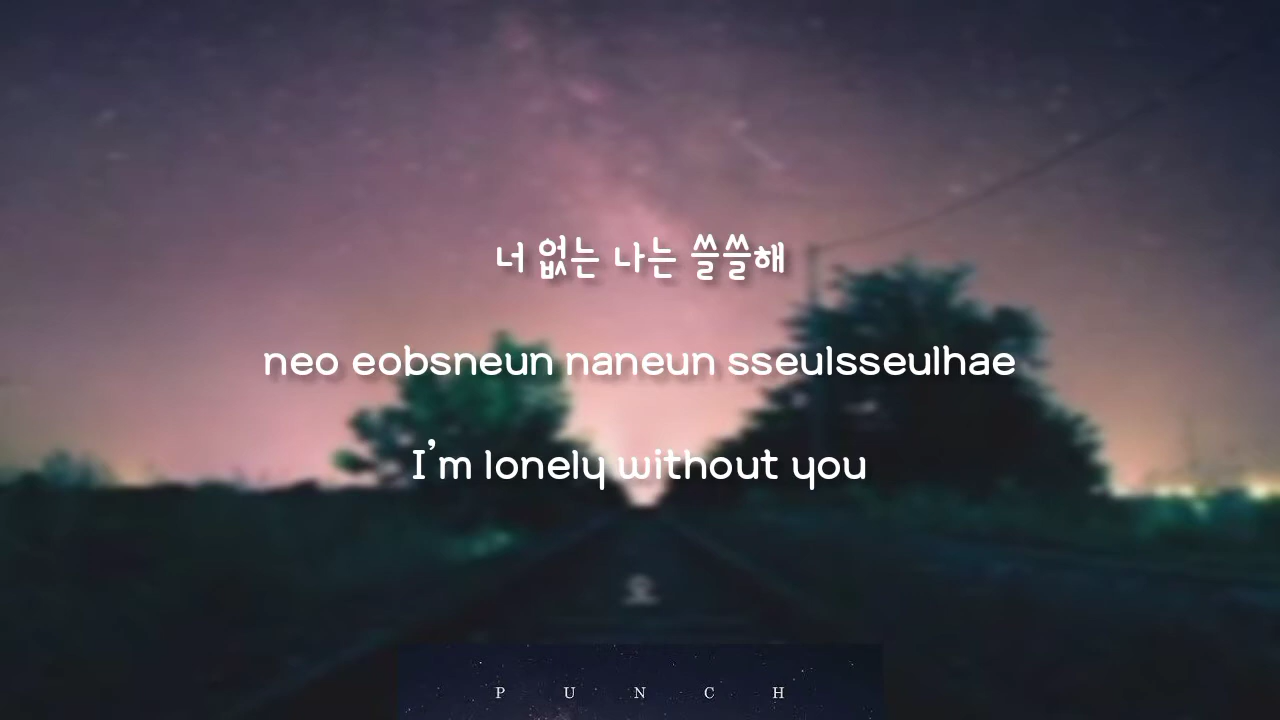 너 없는 나는 쓸쓸해
neo eobsneun naneun sseulsseulhae
I'm lonely without you
P U N C H